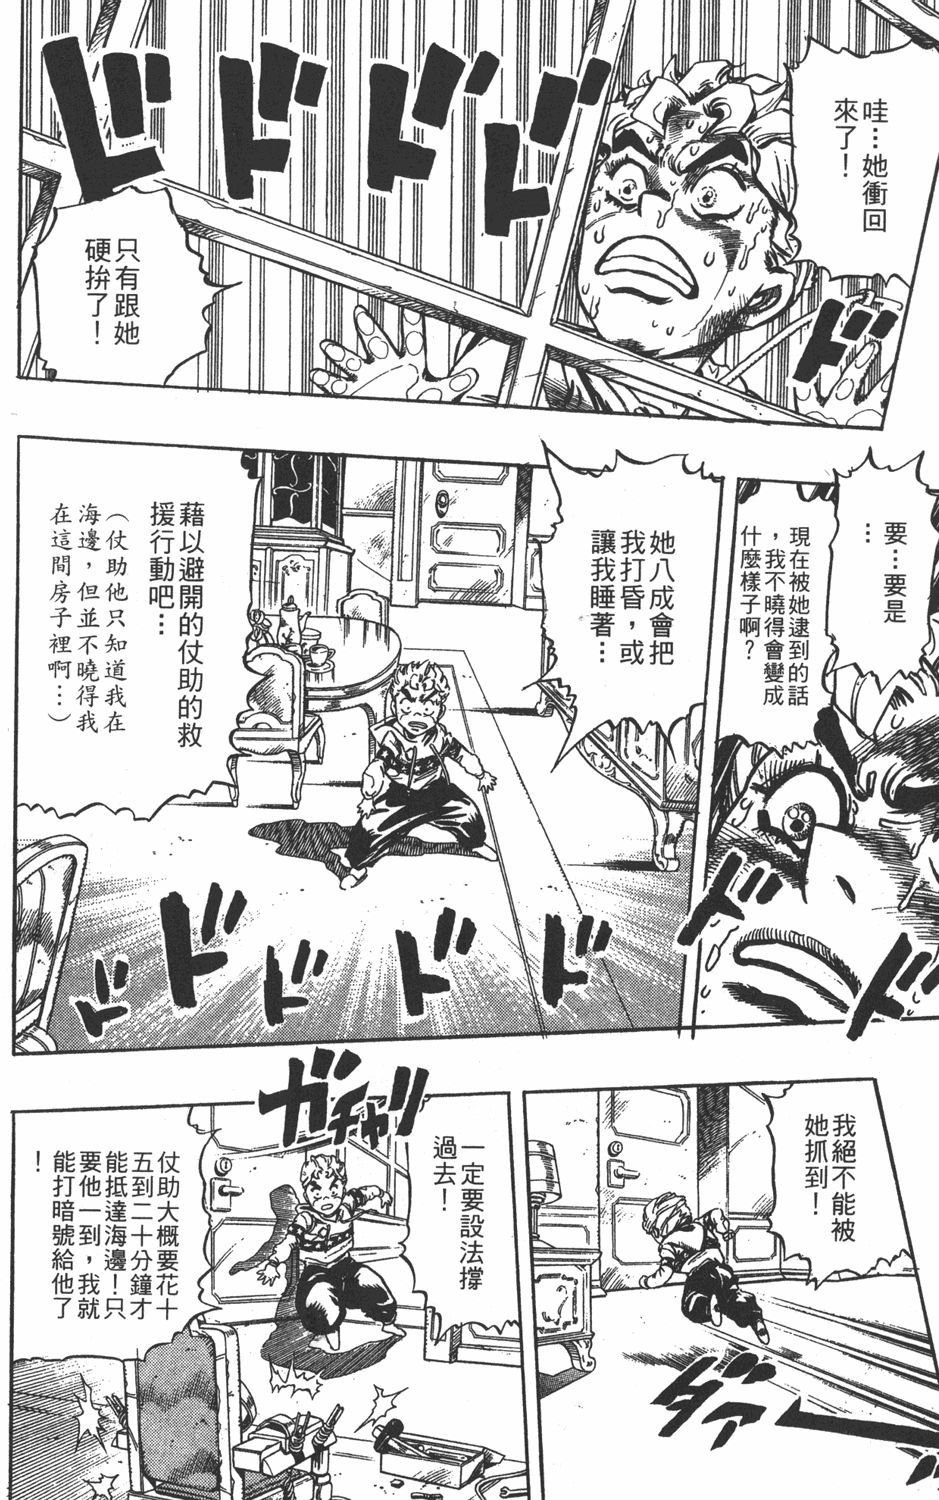 哇…她衝回
來了！
ドドドド
ド
只有跟她
硬拚了！
要…要是
…
現在被她逮到的話
，我不曉得會變成
什麼樣子啊？
ド
ド
她八成會把
我打昏，或
讓我睡著…
藉以避開的仗助的救
援行動吧…
（仗助他只知道我在
海邊，但並不曉得我
在這間房子裡啊…）
ドドドドド
我絕不能被
她抓到！
ダァー
ガチャリ
一定要設法撐
過去！
仗助大概要花十
五到二十分鐘才
能抵達海邊！只
要他一到，我就
能打暗號給他了
！